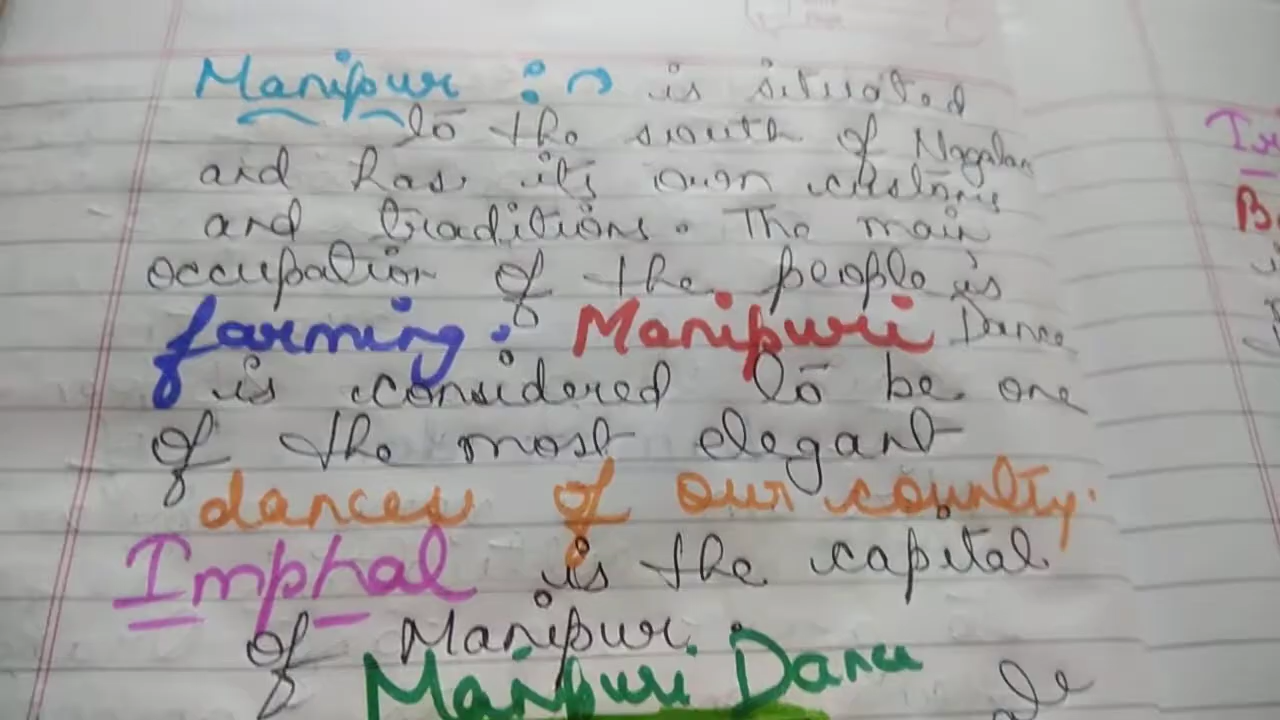 Manipur :→ is situated
to the south of Nagalan
and has its own customs
and traditions. The main
occupation of the people is
farming. Manipuri Dance
is considered to be one
of the most elegant
dances of our county.
Imphal is the capital
of Manipur.
Manipuri Dance